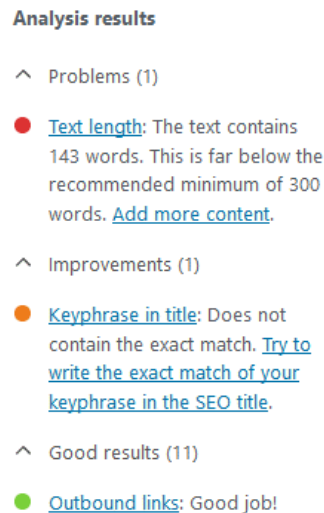 Analysis results
Problems (1)
Text length: The text contains
143 words. This is far below the
recommended minimum of 300
words. Add more content.
Improvements (1)
Keyphrase in title: Does not
contain the exact match. Try to
write the exact match of your
keyphrase in the SEO title.
Good results (11)
Outbound links: Good job!